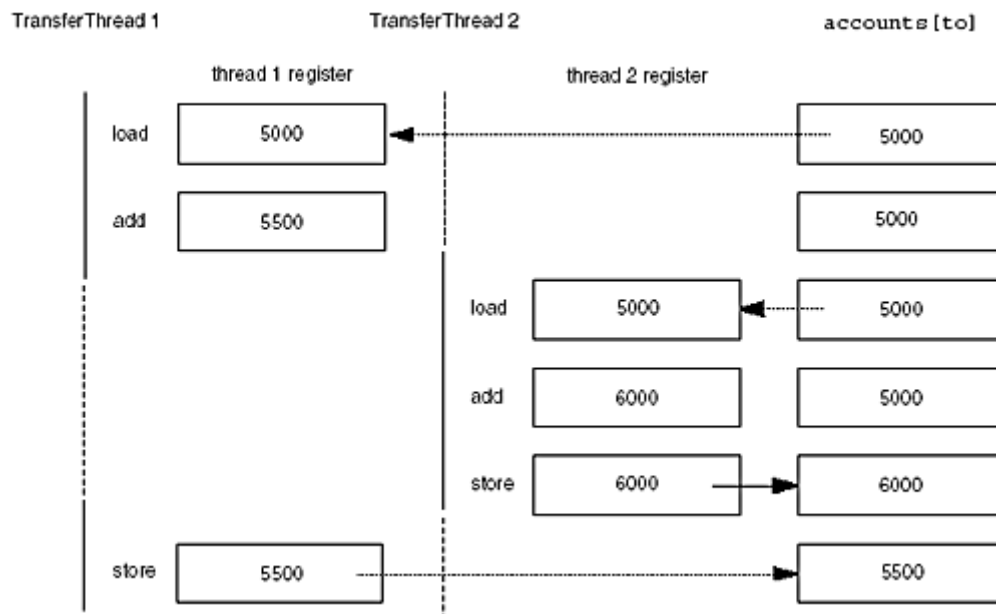 TransferThread 1 TransferThread 2 accounts[to]
thread 1 register thread 2 register
load 5000 5000
add 5500 5000
load 5000 5000
add 6000 5000
store 6000 6000
store 5500 5500